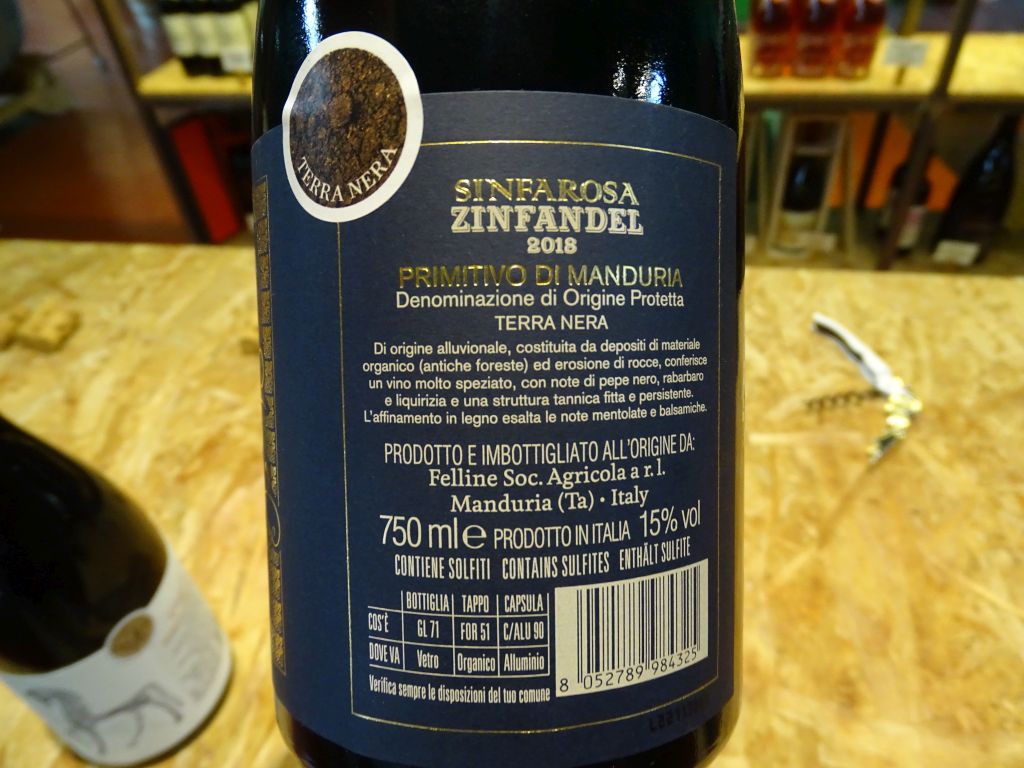 TERRA NERA
SINFAROSA
ZINFANDEL
2018
PRIMITIVO DI MANDURIA
Denominazione di Origine Protetta
TERRA NERA
Di origine alluvionale, costituita da depositi di materiale
organico (antiche foreste) ed erosione di rocce, conferisce
un vino molto speziato, con note di pepe nero, rabarbaro
e liquirizia e una struttura tannica fitta e persistente.
L'affinamento in legno esalta le note mentolate e balsamiche.
PRODOTTO E IMBOTTIGLIATO ALL'ORIGINE DA:
Felline Soc. Agricola a r. l.
Manduria (Ta) • Italy
750 ml e PRODOTTO IN ITALIA 15% vol
CONTIENE SOLFITI CONTAINS SULFITES ENTHÄLT SULFITE
BOTTIGLIA TAPPO CAPSULA
COS'È GL 71 FOR 51 C/ALU 90
DOVE VA Vetro Organico Alluminio
Verifica sempre le disposizioni del tuo comune
8 052789 984325